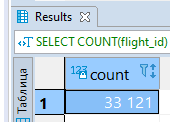 Results
SELECT COUNT(flight_id)
Таблица
123 count
1 33 121